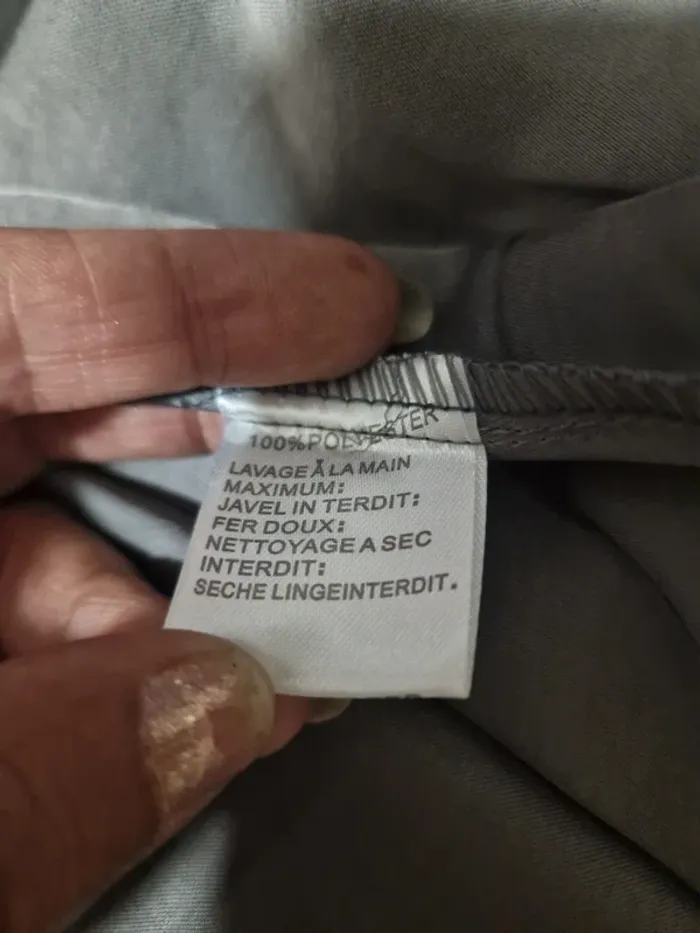 100%POLYESTER
LAVAGE À LA MAIN
MAXIMUM:
JAVEL IN TERDIT:
FER DOUX:
NETTOYAGE A SEC
INTERDIT:
SECHE LINGEINTERDIT.